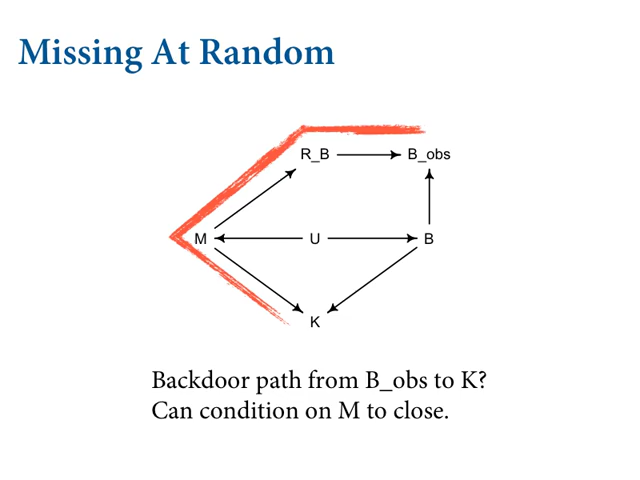 Missing At Random
R_B
B_obs
M
U
B
K
Backdoor path from B_obs to K?
Can condition on M to close.